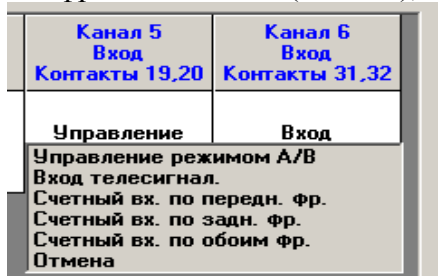 Канал 5 Канал 6
Вход Вход
Контакты 19,20 Контакты 31,32
Управление Вход
Управление режимом А/В
Вход телесигнал.
Счетный вх. по передн. фр.
Счетный вх. по задн. фр.
Счетный вх. по обоим фр.
Отмена